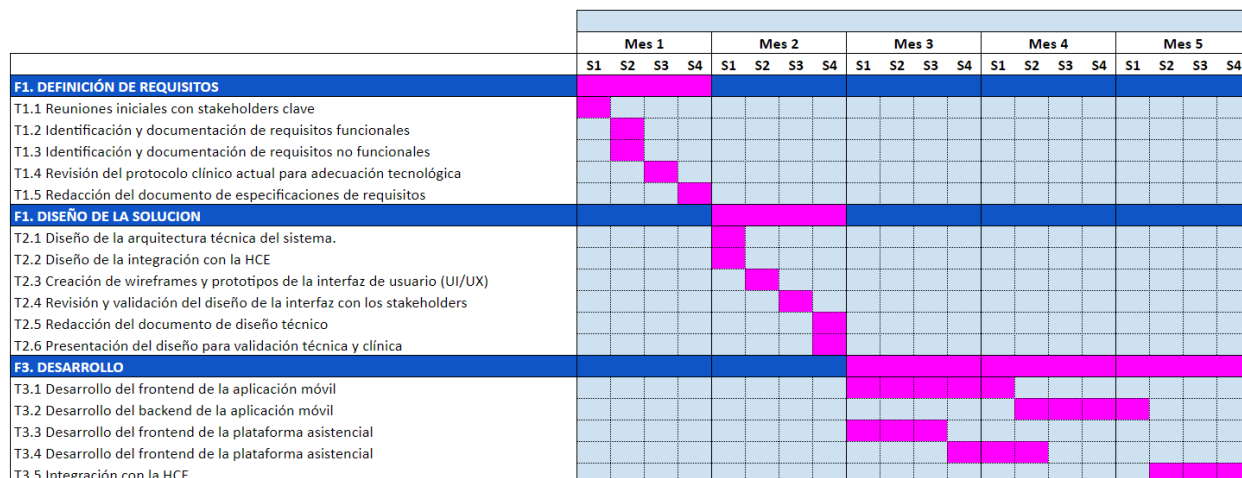 Mes 1 Mes 2 Mes 3 Mes 4 Mes 5
S1 S2 S3 S4 S1 S2 S3 S4 S1 S2 S3 S4 S1 S2 S3 S4 S1 S2 S3 S4
F1. DEFINICIÓN DE REQUISITOS
T1.1 Reuniones iniciales con stakeholders clave
T1.2 Identificación y documentación de requisitos funcionales
T1.3 Identificación y documentación de requisitos no funcionales
T1.4 Revisión del protocolo clínico actual para adecuación tecnológica
T1.5 Redacción del documento de especificaciones de requisitos
F1. DISEÑO DE LA SOLUCION
T2.1 Diseño de la arquitectura técnica del sistema.
T2.2 Diseño de la integración con la HCE
T2.3 Creación de wireframes y prototipos de la interfaz de usuario (UI/UX)
T2.4 Revisión y validación del diseño de la interfaz con los stakeholders
T2.5 Redacción del documento de diseño técnico
T2.6 Presentación del diseño para validación técnica y clínica
F3. DESARROLLO
T3.1 Desarrollo del frontend de la aplicación móvil
T3.2 Desarrollo del backend de la aplicación móvil
T3.3 Desarrollo del frontend de la plataforma asistencial
T3.4 Desarrollo del frontend de la plataforma asistencial
T3.5 Integración con la HCE